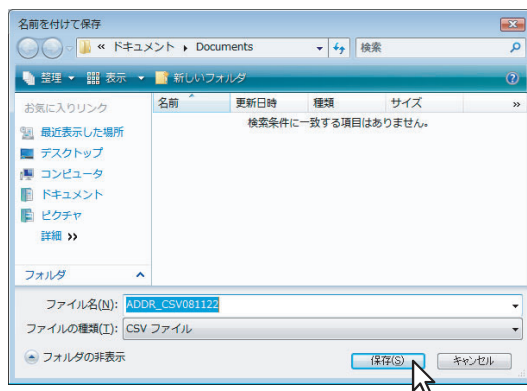 名前を付けて保存
« ドキュメント ▸ Documents 検索
整理 表示 新しいフォルダ
お気に入りリンク
最近表示した場所
デスクトップ
コンピュータ
ドキュメント
ピクチャ
詳細 »
フォルダ
名前 更新日時 種類 サイズ »
検索条件に一致する項目はありません。
ファイル名(N): ADDR_CSV081122
ファイルの種類(T): CSV ファイル
フォルダの非表示 保存(S) キャンセル